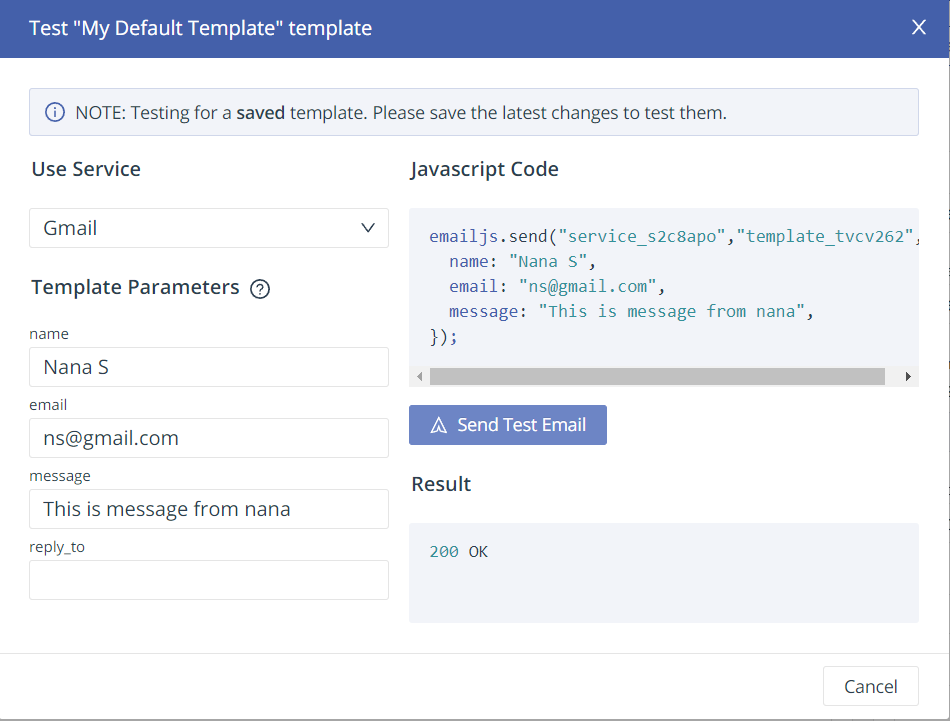 Test "My Default Template" template
NOTE: Testing for a saved template. Please save the latest changes to test them.
Use Service
Gmail
Template Parameters
name
Nana S
email
ns@gmail.com
message
This is message from nana
reply_to
Javascript Code
emailjs.send("service_s2c8apo","template_tvcv262",
name: "Nana S",
email: "ns@gmail.com",
message: "This is message from nana",
});
Send Test Email
Result
200 OK
Cancel